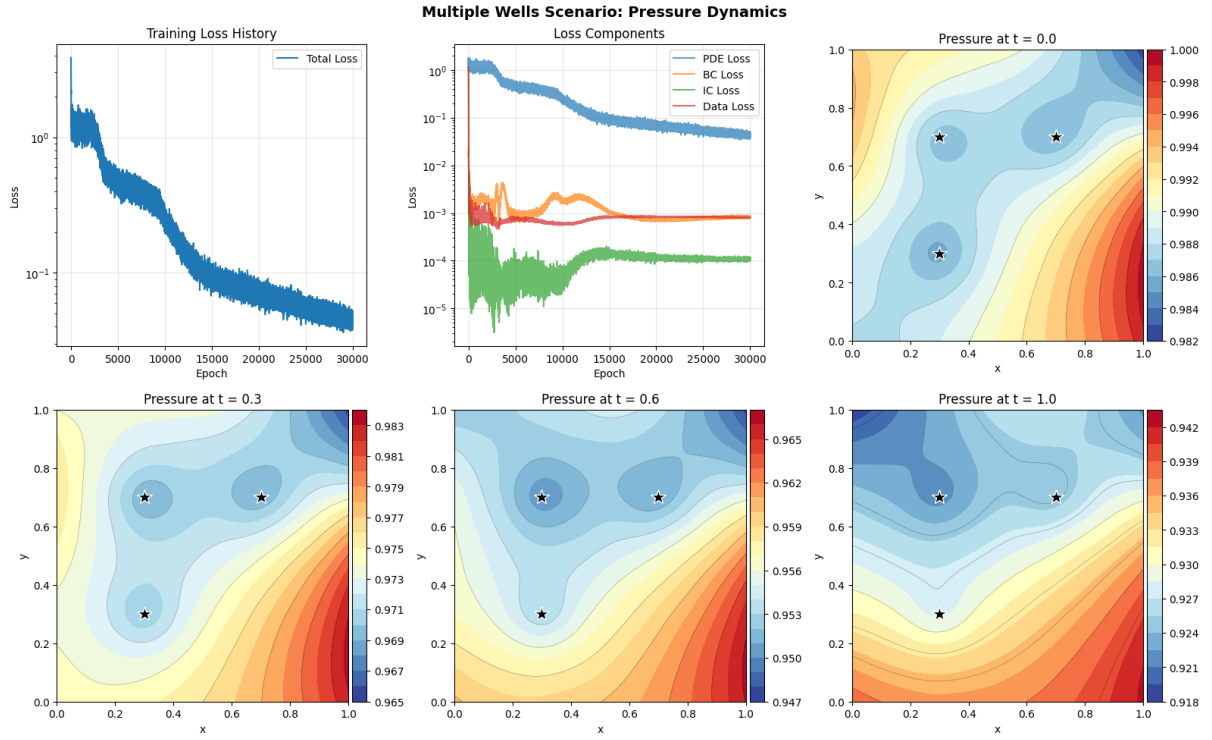 Multiple Wells Scenario: Pressure Dynamics
Training Loss History
Loss
10⁰
10⁻¹
Total Loss
0 5000 10000 15000 20000 25000 30000
Epoch
Loss Components
Loss
10⁰
10⁻¹
10⁻²
10⁻³
10⁻⁴
10⁻⁵
PDE Loss
BC Loss
IC Loss
Data Loss
0 5000 10000 15000 20000 25000 30000
Epoch
Pressure at t = 0.0
y
1.0
0.8
0.6
0.4
0.2
0.0
0.0 0.2 0.4 0.6 0.8 1.0
x
1.000
0.998
0.996
0.994
0.992
0.990
0.988
0.986
0.984
0.982
Pressure at t = 0.3
y
1.0
0.8
0.6
0.4
0.2
0.0
0.0 0.2 0.4 0.6 0.8 1.0
x
0.983
0.981
0.979
0.977
0.975
0.973
0.971
0.969
0.967
0.965
Pressure at t = 0.6
y
1.0
0.8
0.6
0.4
0.2
0.0
0.0 0.2 0.4 0.6 0.8 1.0
x
0.965
0.962
0.959
0.956
0.953
0.950
0.947
Pressure at t = 1.0
y
1.0
0.8
0.6
0.4
0.2
0.0
0.0 0.2 0.4 0.6 0.8 1.0
x
0.942
0.939
0.936
0.933
0.930
0.927
0.924
0.921
0.918